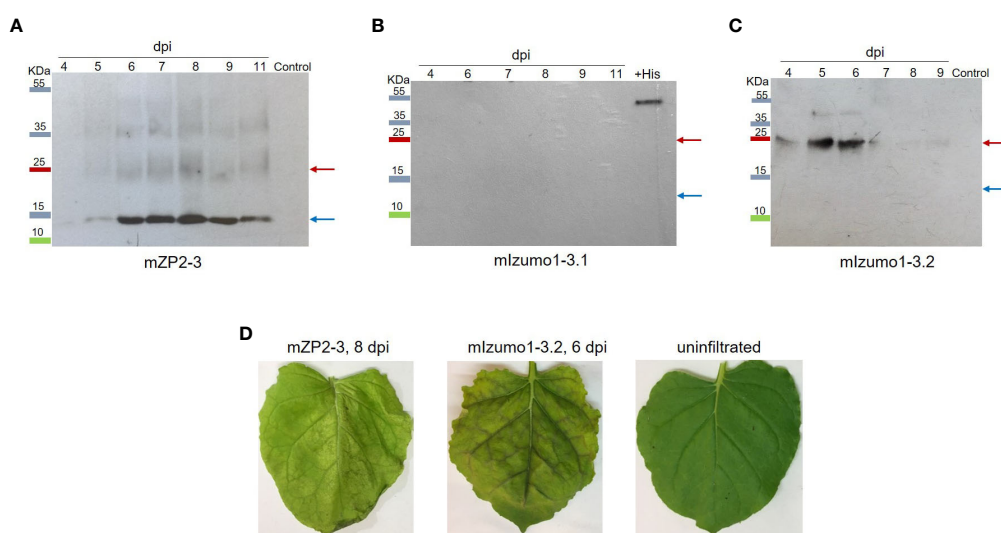 A
dpi
KDa 4 5 6 7 8 9 11 Control
55
35
25
15
10
mZP2-3
B
dpi
KDa 4 6 7 8 9 11 +His
55
35
25
15
10
mIzumo1-3.1
C
dpi
KDa 4 5 6 7 8 9 Control
55
35
25
15
10
mIzumo1-3.2
D
mZP2-3, 8 dpi
mIzumo1-3.2, 6 dpi
uninfiltrated